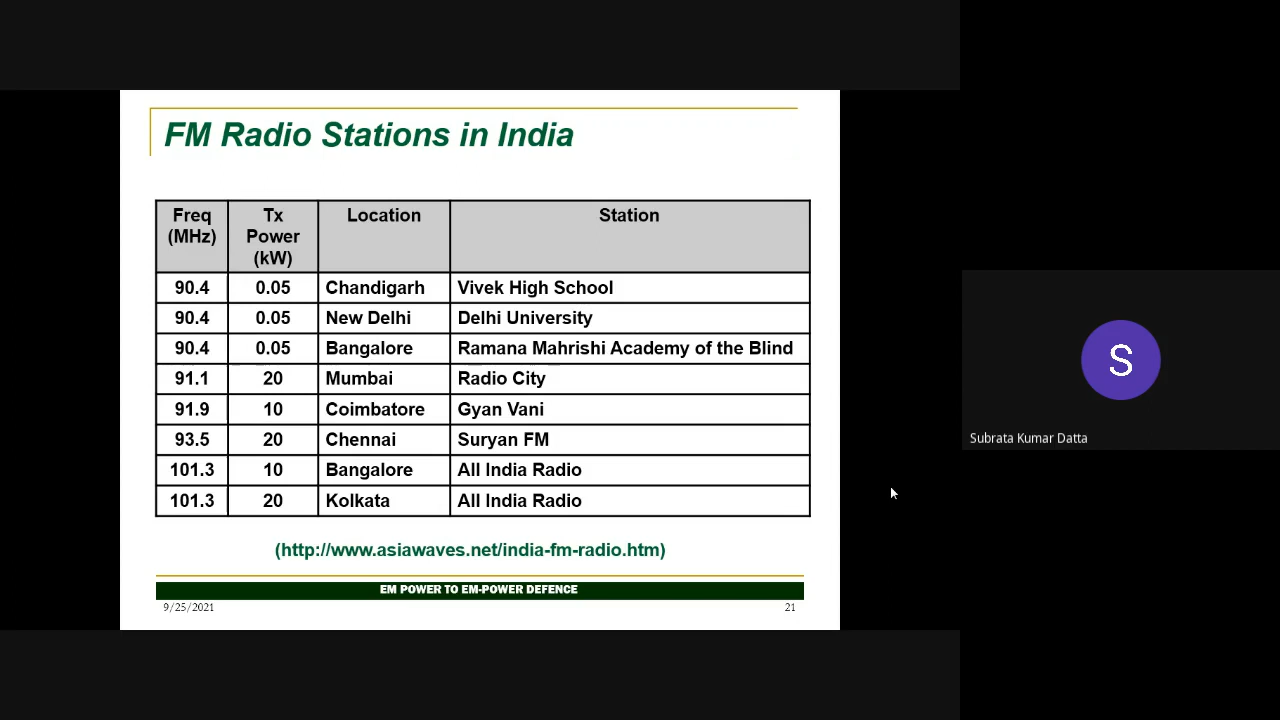 FM Radio Stations in India
Freq (MHz) Tx Power (kW) Location Station
90.4 0.05 Chandigarh Vivek High School
90.4 0.05 New Delhi Delhi University
90.4 0.05 Bangalore Ramana Mahrishi Academy of the Blind
91.1 20 Mumbai Radio City
91.9 10 Coimbatore Gyan Vani
93.5 20 Chennai Suryan FM
101.3 10 Bangalore All India Radio
101.3 20 Kolkata All India Radio
(http://www.asiawaves.net/india-fm-radio.htm)
EM POWER TO EM-POWER DEFENCE
9/25/2021 21
S
Subrata Kumar Datta